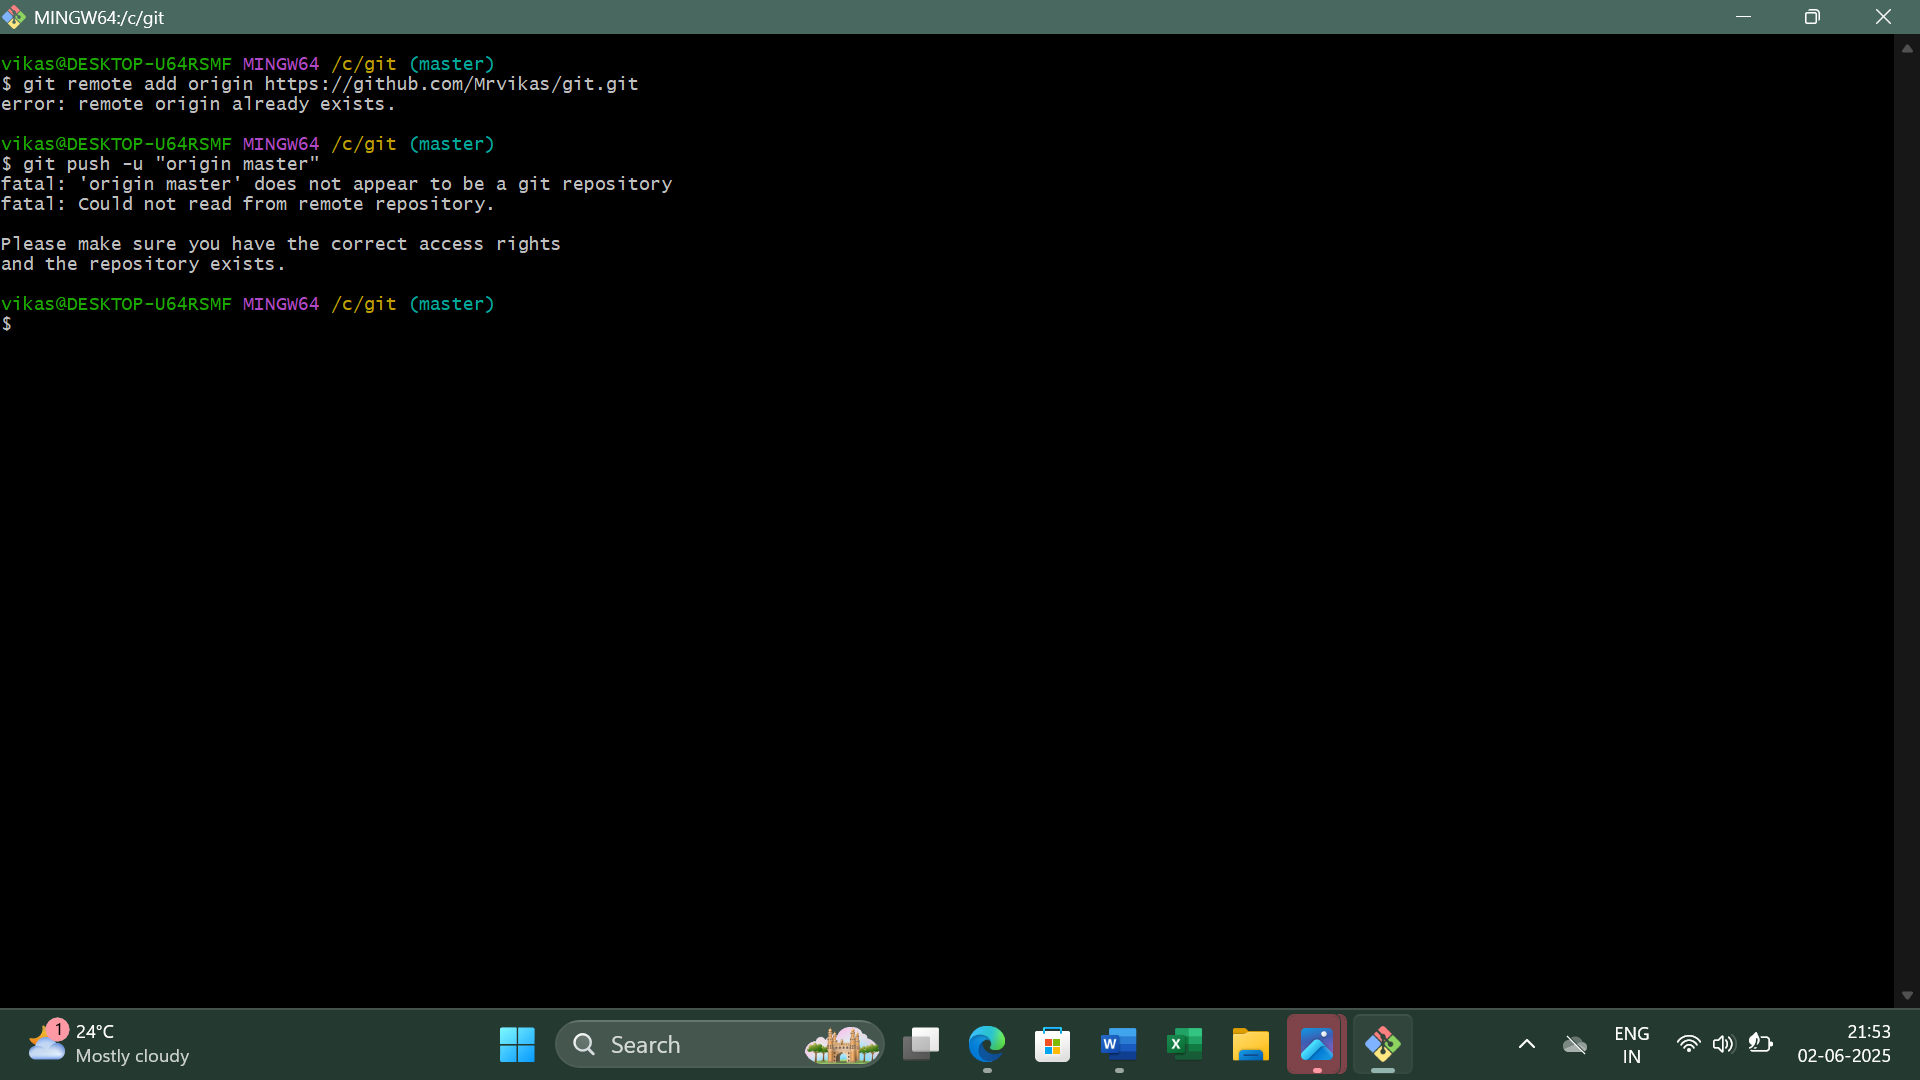 MINGW64:/c/git
vikas@DESKTOP-U64RSMF MINGW64 /c/git (master)
$ git remote add origin https://github.com/Mrvikas/git.git
error: remote origin already exists.
vikas@DESKTOP-U64RSMF MINGW64 /c/git (master)
$ git push -u "origin master"
fatal: 'origin master' does not appear to be a git repository
fatal: Could not read from remote repository.
Please make sure you have the correct access rights
and the repository exists.
vikas@DESKTOP-U64RSMF MINGW64 /c/git (master)
$
1
24°C
Mostly cloudy
Search
W
X
ENG
IN
21:53
02-06-2025